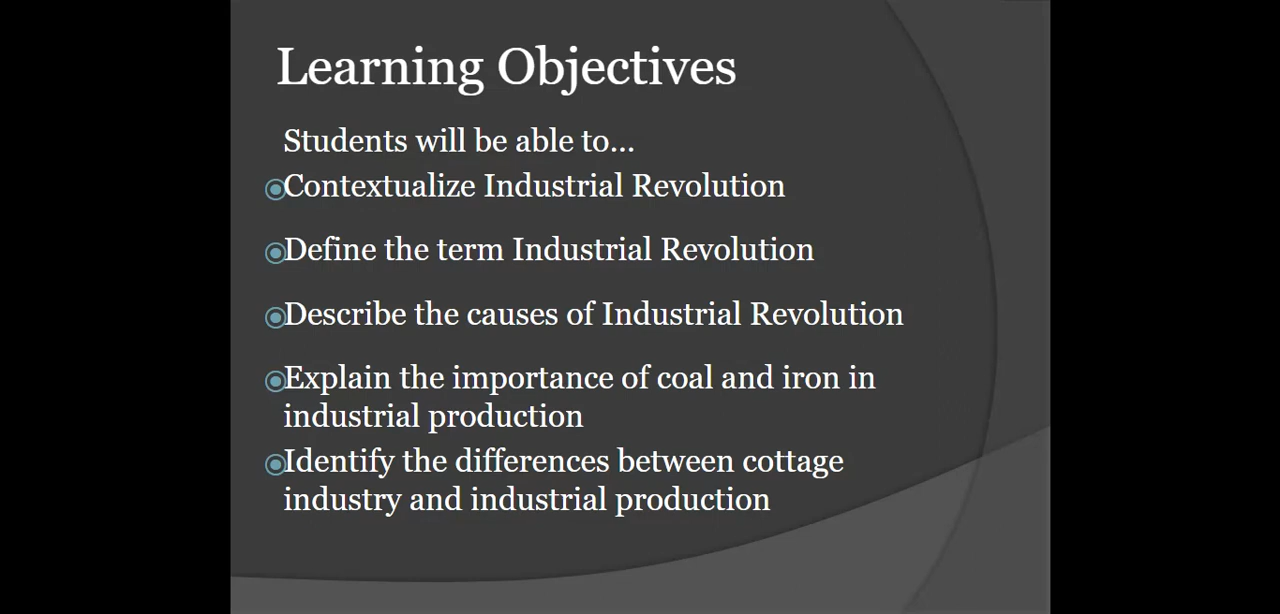 Learning Objectives
Students will be able to...
Contextualize Industrial Revolution
Define the term Industrial Revolution
Describe the causes of Industrial Revolution
Explain the importance of coal and iron in
industrial production
Identify the differences between cottage
industry and industrial production